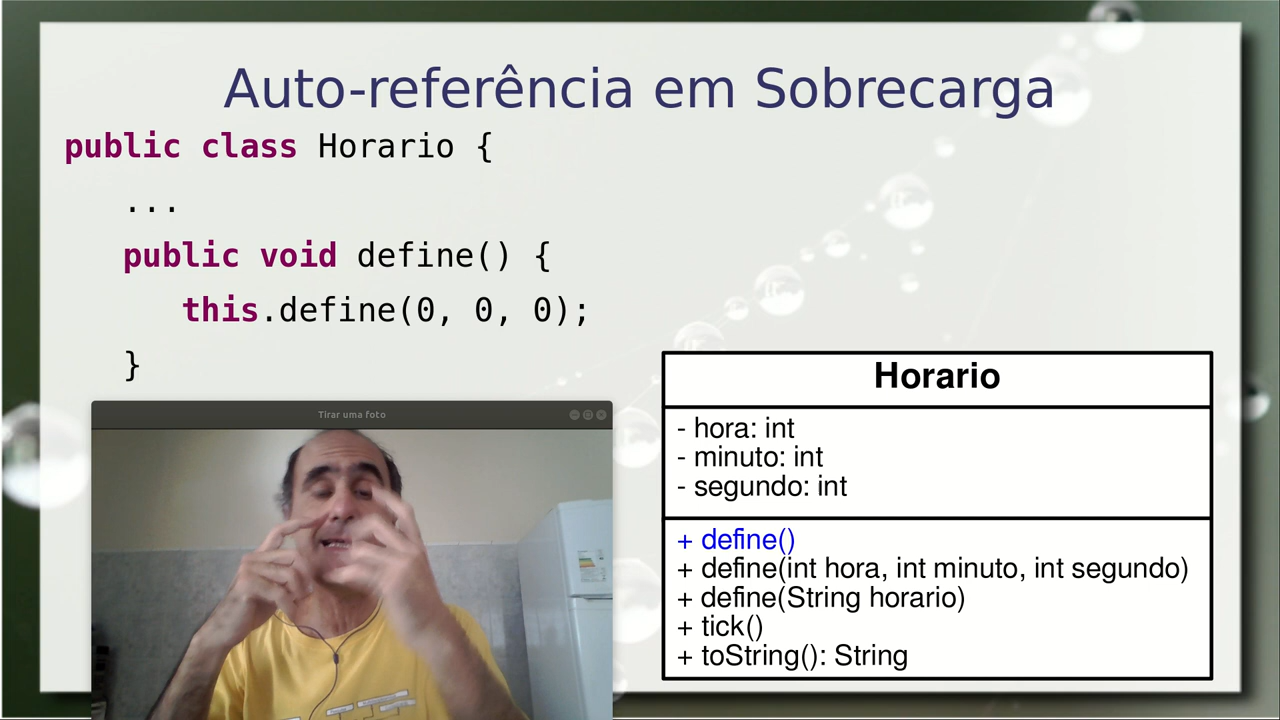 Auto-referência em Sobrecarga
public class Horario {
...
public void define() {
this.define(0, 0, 0);
}
Tirar uma foto
Horario
- hora: int
- minuto: int
- segundo: int
+ define()
+ define(int hora, int minuto, int segundo)
+ define(String horario)
+ tick()
+ toString(): String